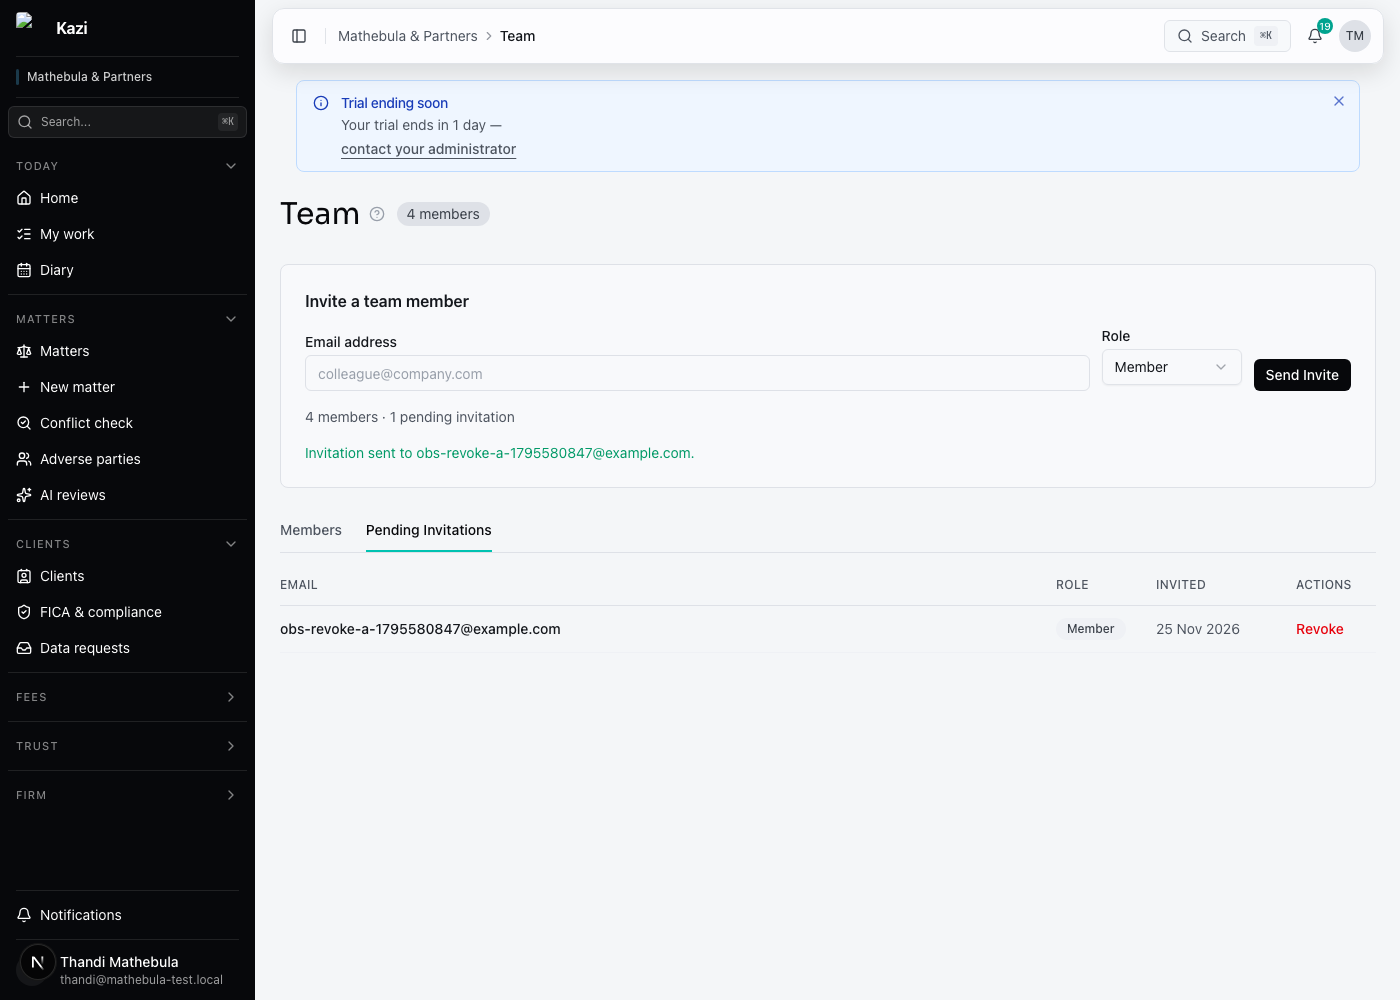 Kazi
Mathebula & Partners
Search... ⌘K
TODAY
Home
My work
Diary
MATTERS
Matters
New matter
Conflict check
Adverse parties
AI reviews
CLIENTS
Clients
FICA & compliance
Data requests
FEES
TRUST
FIRM
Notifications
N
Thandi Mathebula
thandi@mathebula-test.local
Mathebula & Partners > Team
Search ⌘K
19
TM
Trial ending soon
Your trial ends in 1 day —
contact your administrator
Team 4 members
Invite a team member
Email address
colleague@company.com
Role
Member
Send Invite
4 members · 1 pending invitation
Invitation sent to obs-revoke-a-1795580847@example.com.
Members Pending Invitations
EMAIL ROLE INVITED ACTIONS
obs-revoke-a-1795580847@example.com Member 25 Nov 2026 Revoke